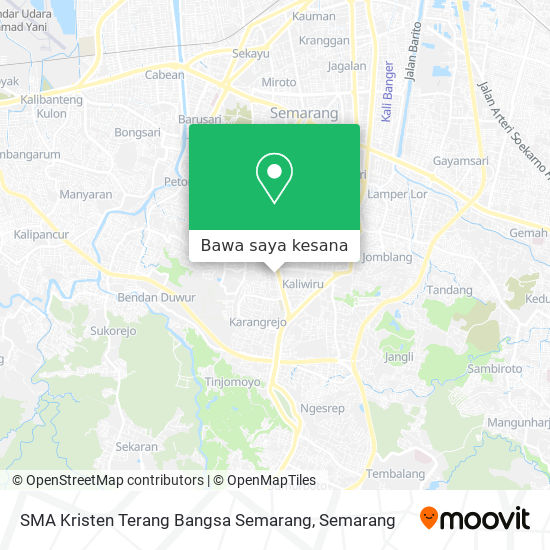 Kauman
ndar Udara
mad Yani
Kranggan
Jalan Barito
Sekayu
Jagalan
oyak
Cabean
Miroto
Kali Banger
Jalan Arteri Soekarno H
Kalibanteng
Kulon
Barusari
Semarang
Bongsari
mbangarum
Gayamsari
Peto
ri
Manyaran
Lamper Lor
Kalipancur
Gemah
Bawa saya kesana
Jomblang
Kaliwiru
Tandang
Bendan Duwur
Kedu
Karangrejo
Sukorejo
Jangli
Sambiroto
Tinjomoyo
Ngesrep
Mangunharj
Sekaran
Tembalang
© OpenStreetMap contributors | © OpenMapTiles
SMA Kristen Terang Bangsa Semarang, Semarang
moovit